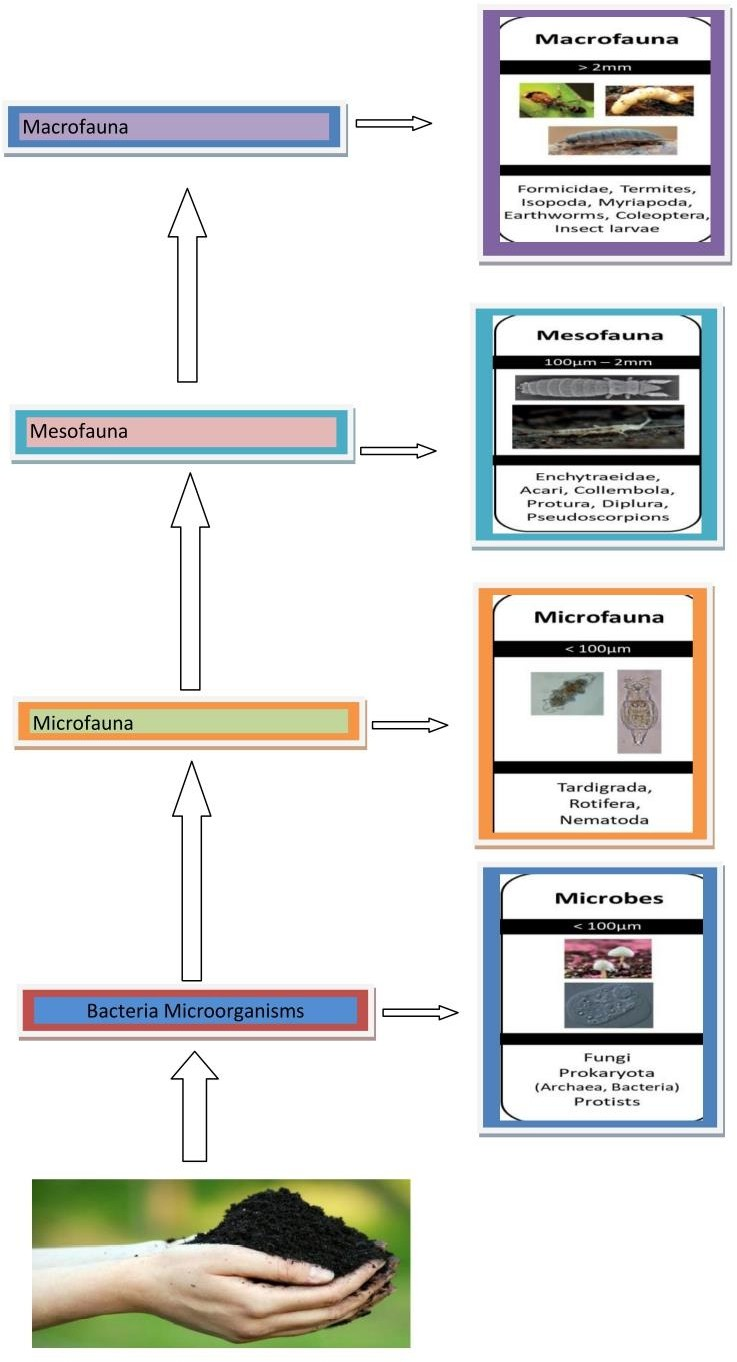 Macrofauna
Macrofauna
> 2mm
Formicidae, Termites,
Isopoda, Myriapoda,
Earthworms, Coleoptera,
Insect larvae
Mesofauna
Mesofauna
100µm – 2mm
Enchytraeidae,
Acari, Collembola,
Protura, Diplura,
Pseudoscorpions
Microfauna
Microfauna
< 100µm
Tardigrada,
Rotifera,
Nematoda
Bacteria Microorganisms
Microbes
< 100µm
Fungi
Prokaryota
(Archaea, Bacteria)
Protists